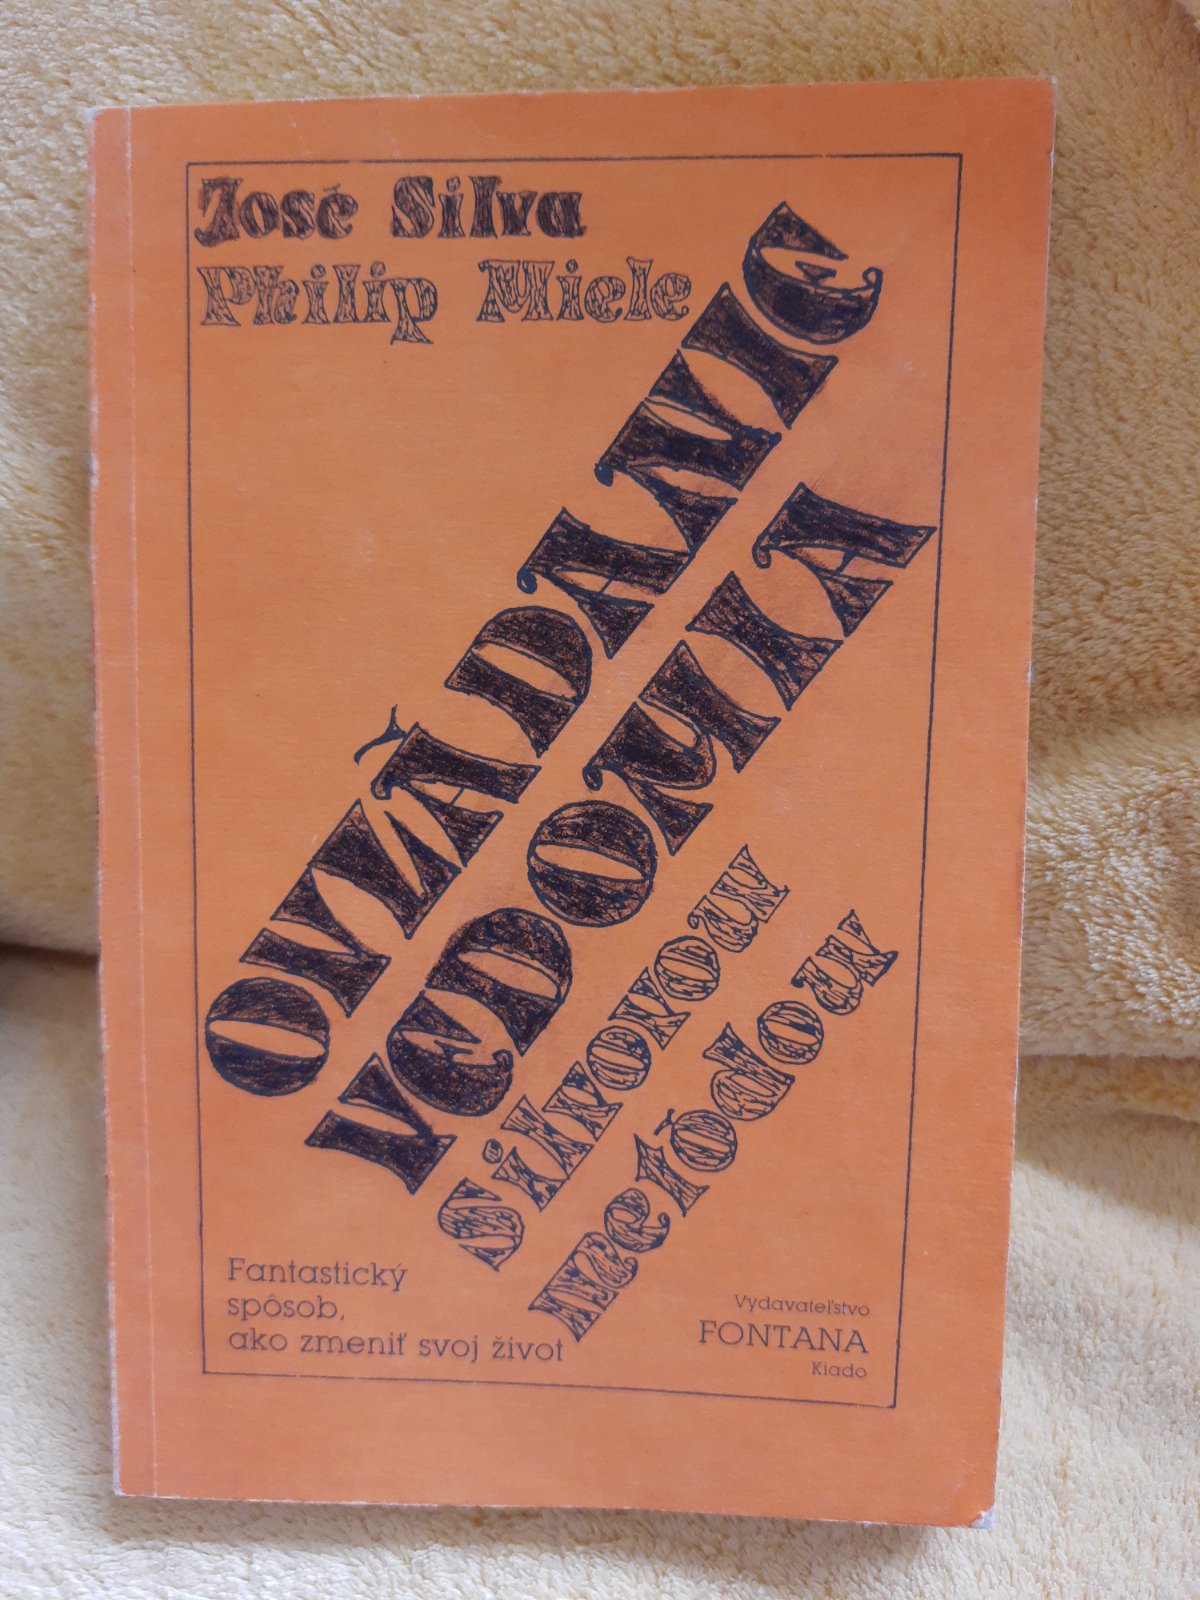 José Silva
Philip Miele
OVLÁDANIE
VEDOMIA
Silvovou
metódou
Fantastický
spôsob,
ako zmeniť svoj život
Vydavateľstvo
FONTANA
Kiado